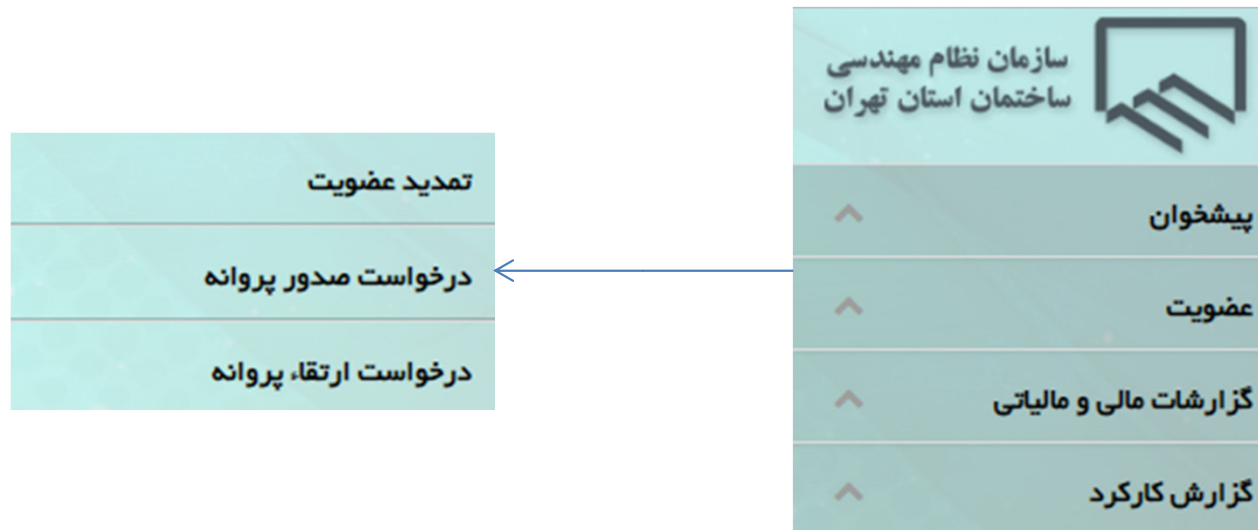 سازمان نظام مهندسی
ساختمان استان تهران
پیشخوان
عضویت
گزارشات مالی و مالیاتی
گزارش کارکرد
تمدید عضویت
درخواست صدور پروانه
درخواست ارتقاء پروانه